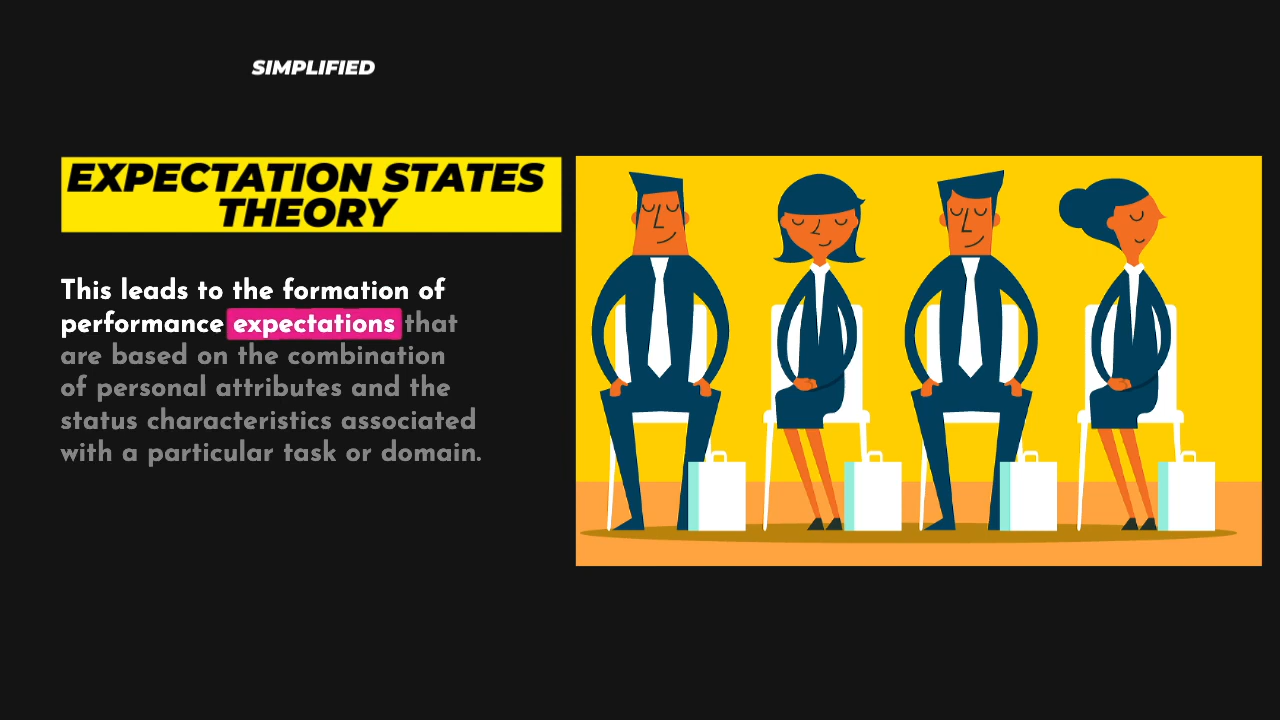 SIMPLIFIED
EXPECTATION STATES
THEORY
This leads to the formation of
performance expectations that
are based on the combination
of personal attributes and the
status characteristics associated
with a particular task or domain.